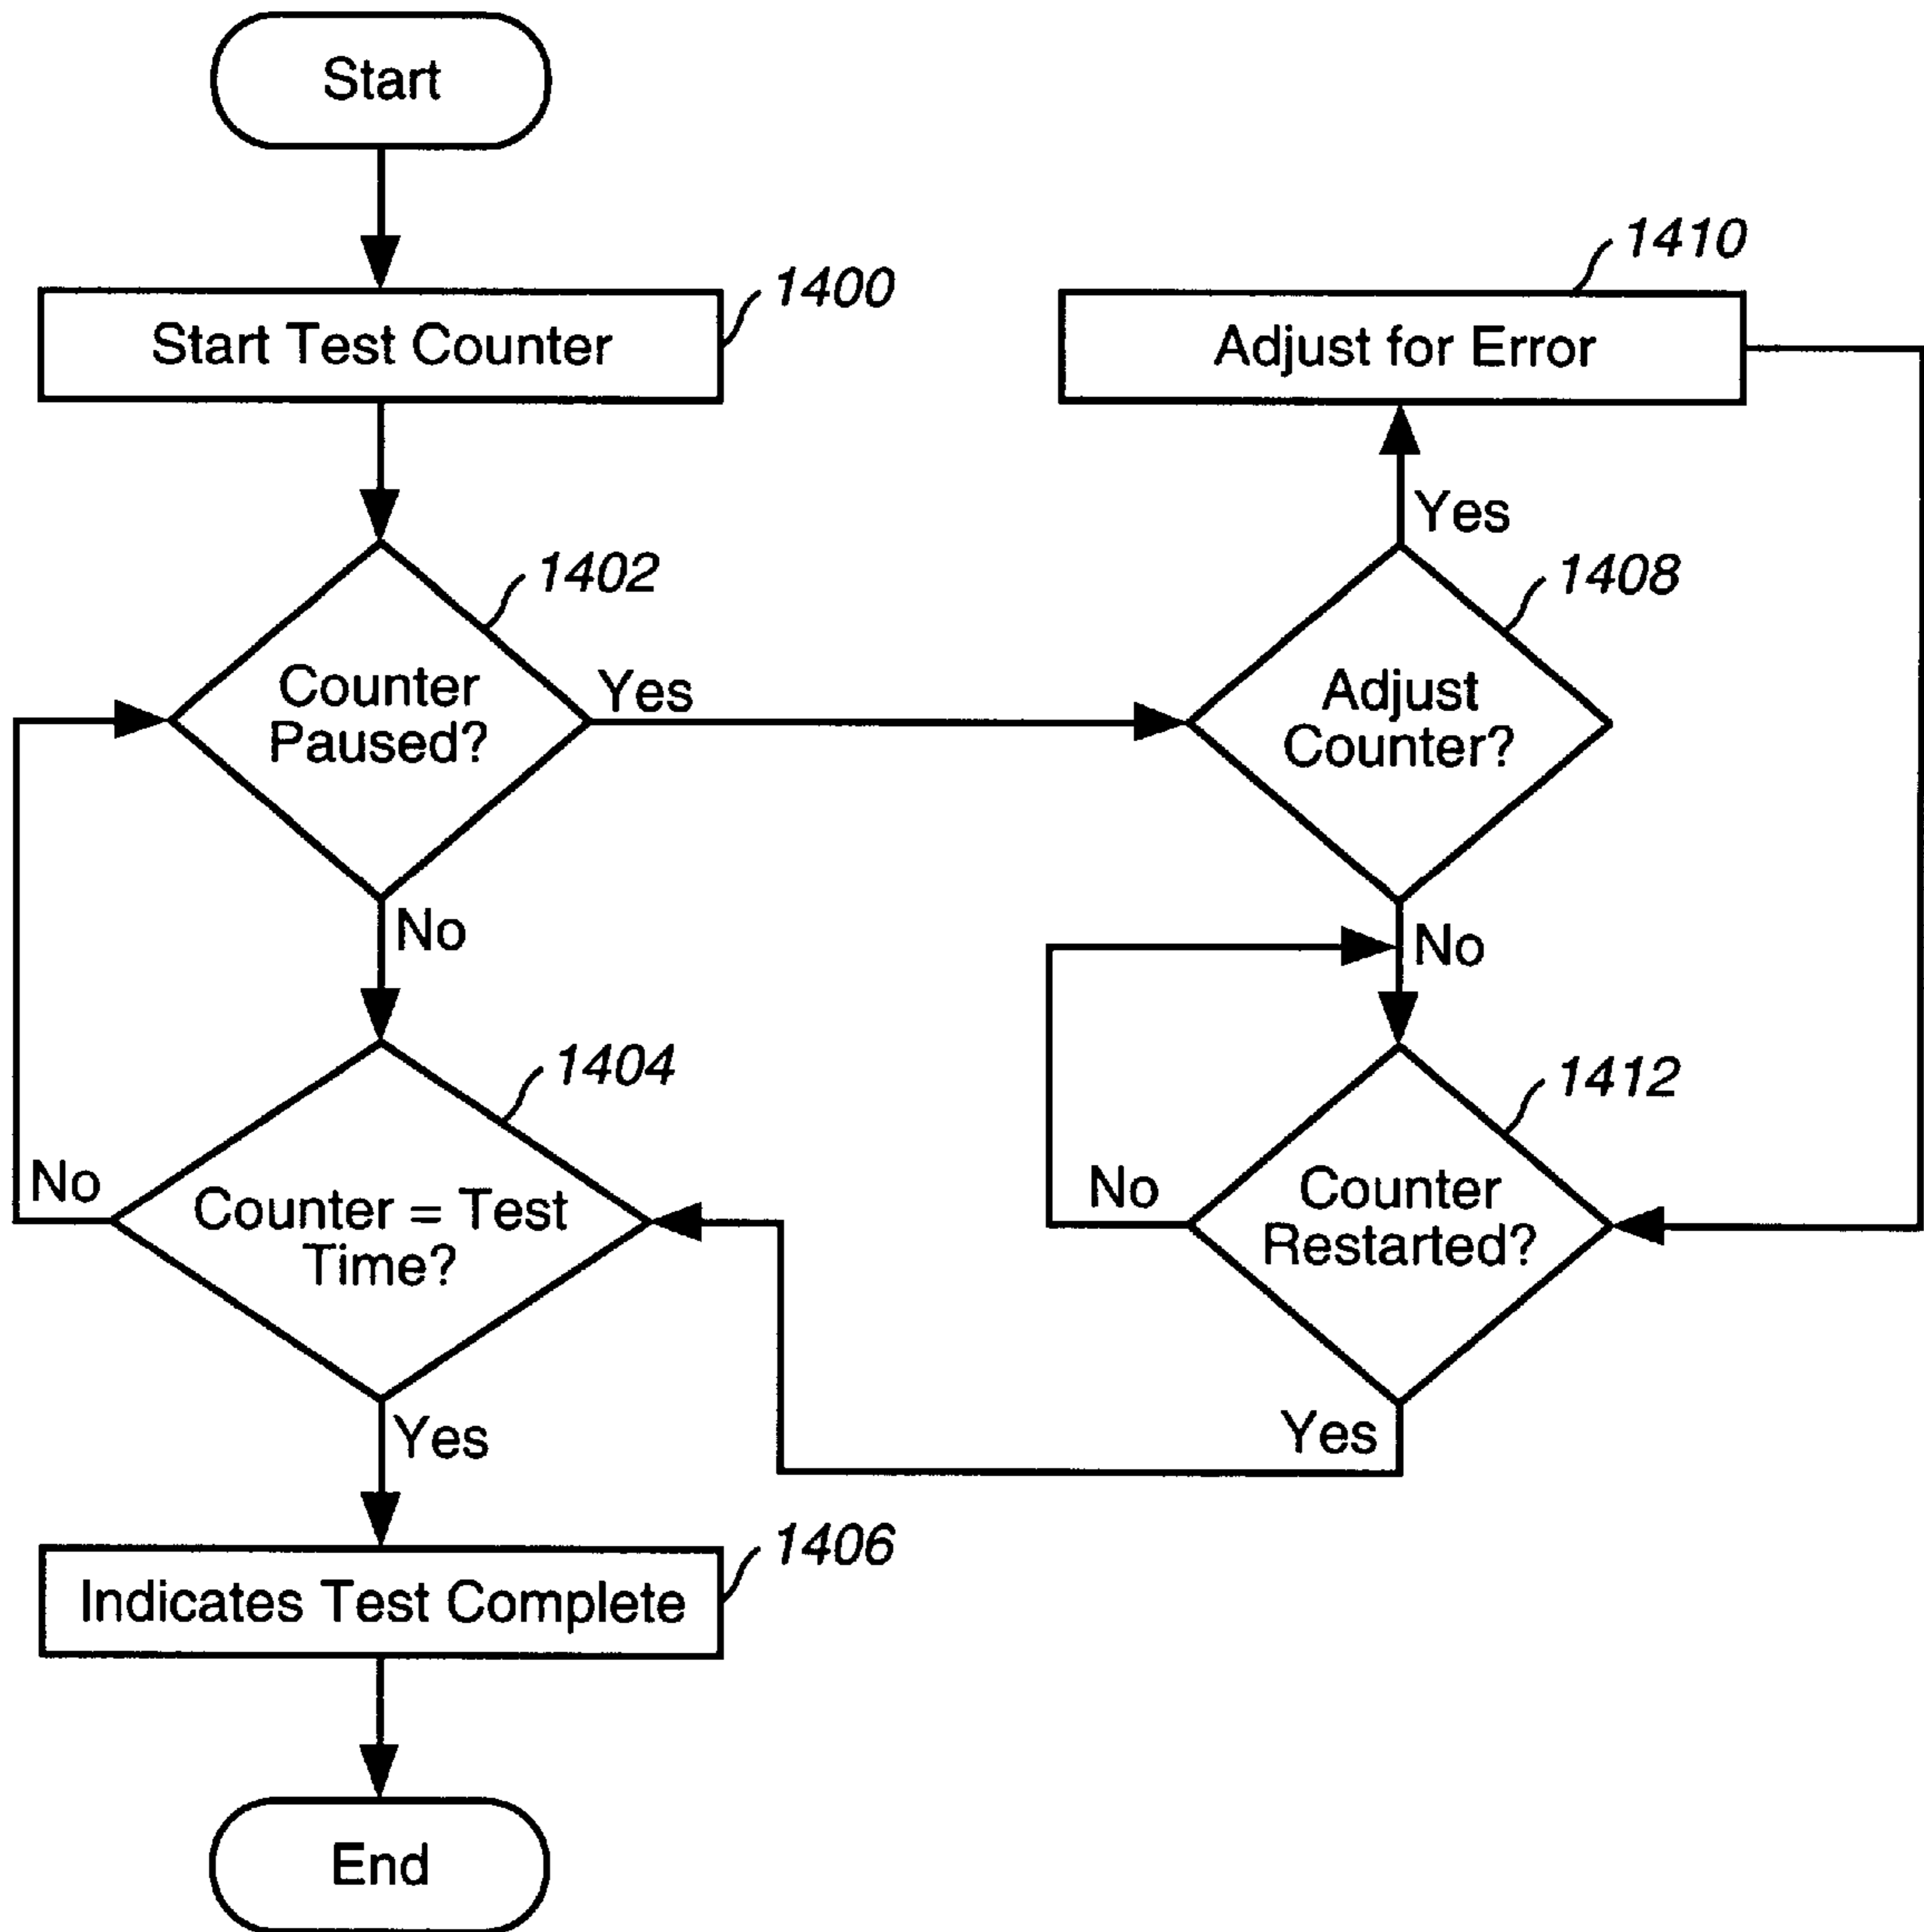 Start
1400
Start Test Counter
1410
Adjust for Error
Yes
1402
1408
Counter
Paused?
Yes
Adjust
Counter?
No
No
1404
1412
No
Counter = Test
Time?
No
Counter
Restarted?
Yes
Yes
1406
Indicates Test Complete
End